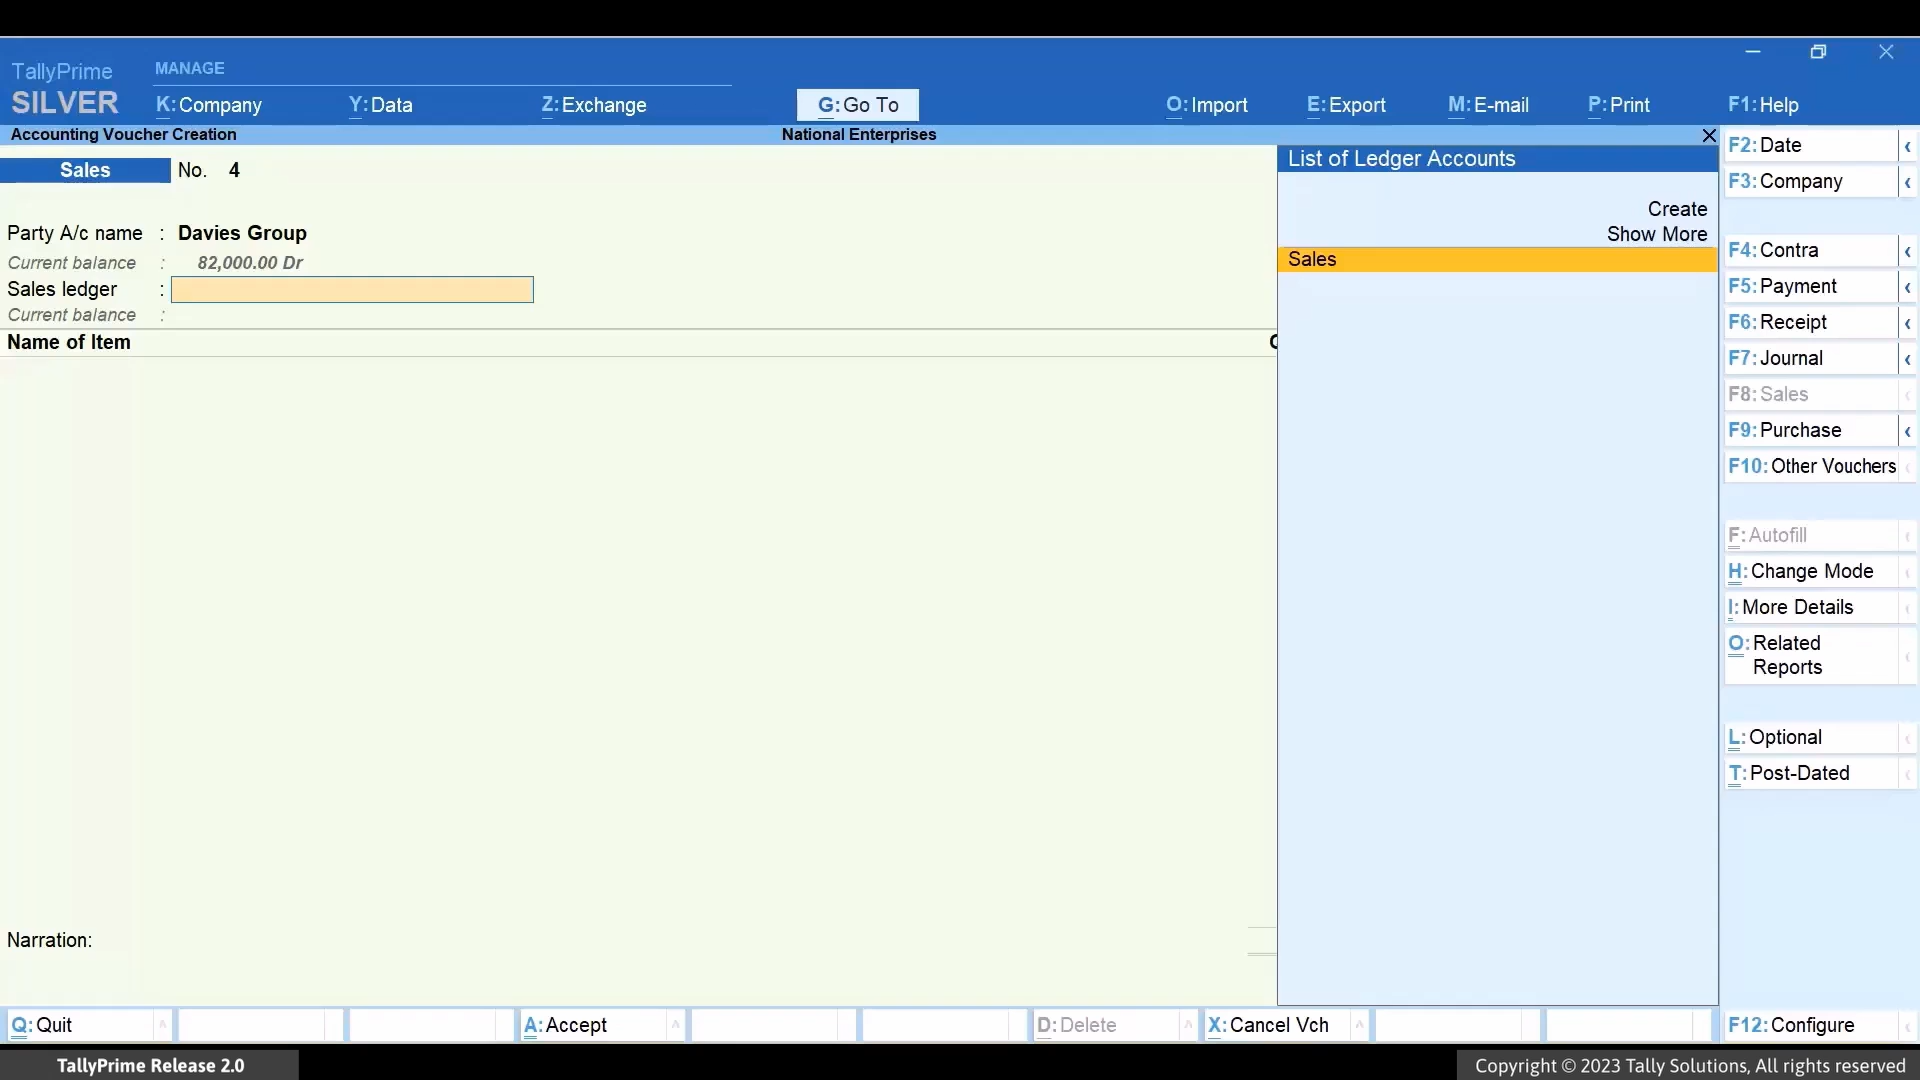 TallyPrime
SILVER
MANAGE
K:Company
Y:Data
Z:Exchange
G:Go To
O:Import
E:Export
M:E-mail
P:Print
F1:Help
Accounting Voucher Creation
National Enterprises
Sales
No. 4
Party A/c name : Davies Group
Current balance : 82,000.00 Dr
Sales ledger :
Current balance :
Name of Item
Narration:
List of Ledger Accounts
Create
Show More
Sales
F2:Date
F3:Company
F4:Contra
F5:Payment
F6:Receipt
F7:Journal
F8:Sales
F9:Purchase
F10:Other Vouchers
F:Autofill
H:Change Mode
I:More Details
O:Related
Reports
L:Optional
T:Post-Dated
Q:Quit
A:Accept
D:Delete
X:Cancel Vch
F12:Configure
TallyPrime Release 2.0
Copyright © 2023 Tally Solutions, All rights reserved